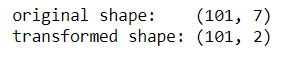 original shape:    (101, 7)
transformed shape: (101, 2)